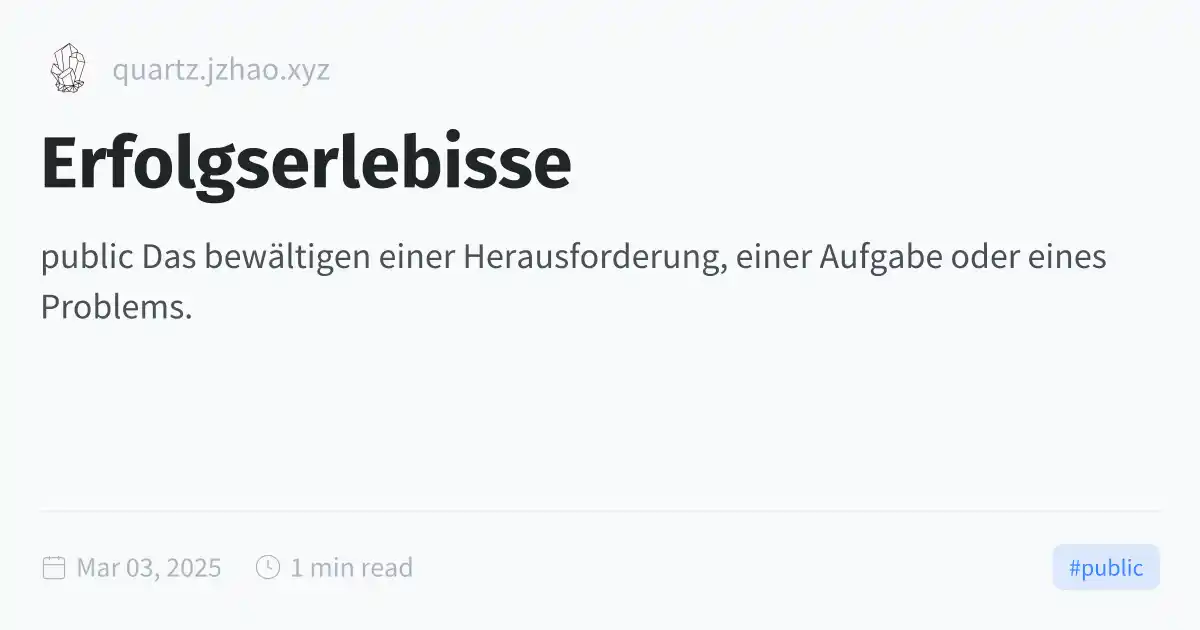 quartz.jzhao.xyz
Erfolgserlebisse
public Das bewältigen einer Herausforderung, einer Aufgabe oder eines
Problems.
Mar 03, 2025 1 min read
#public